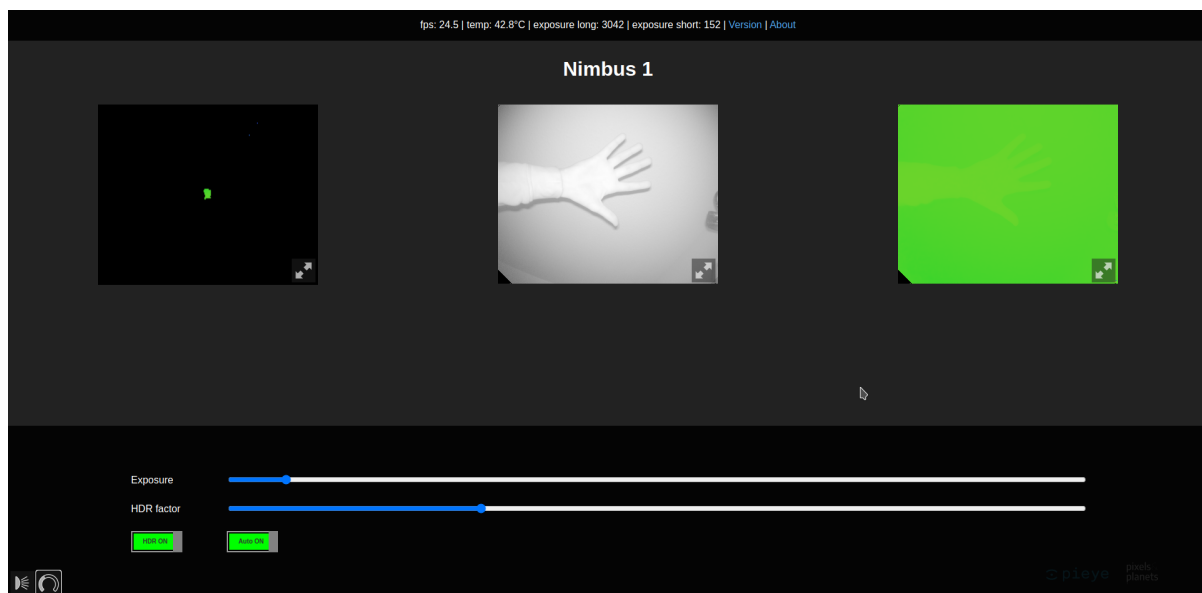 fps: 24.5 | temp: 42.8°C | exposure long: 3042 | exposure short: 152 | Version | About
Nimbus 1
Exposure
HDR factor
HDR ON
Auto ON
pieye
pixels
planets